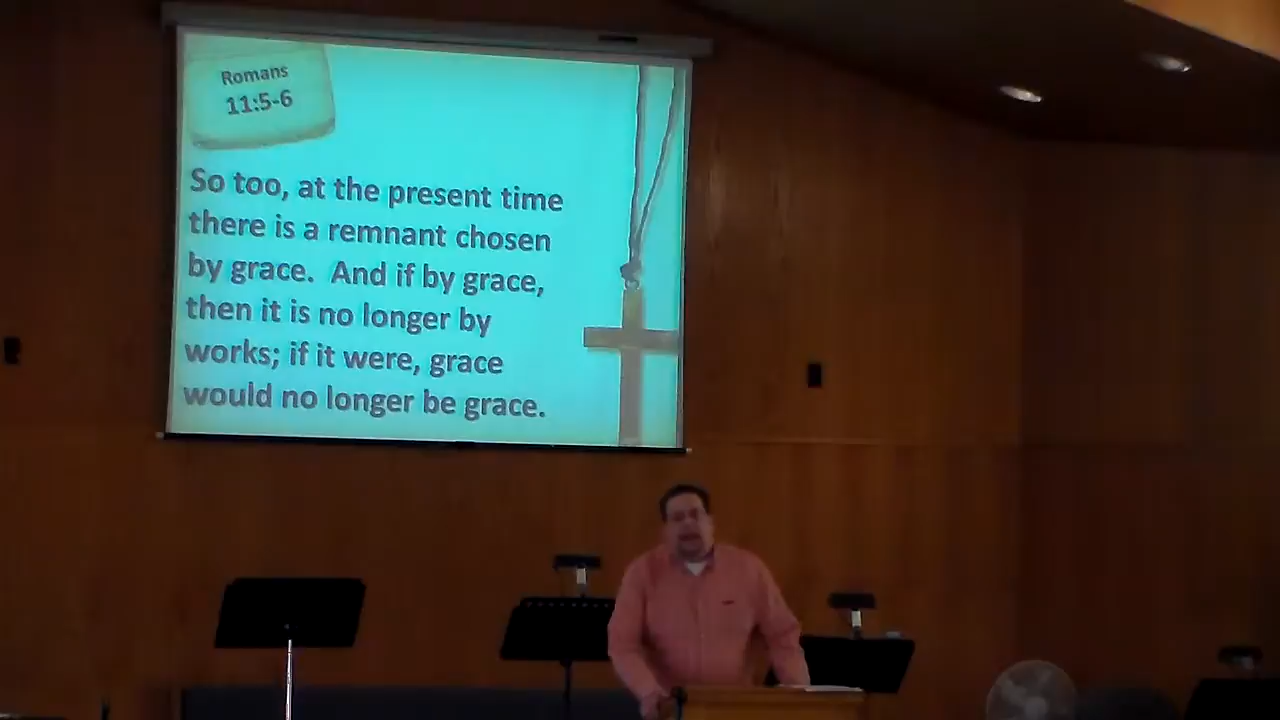 Romans
11:5-6
So too, at the present time
there is a remnant chosen
by grace.  And if by grace,
then it is no longer by
works; if it were, grace
would no longer be grace.